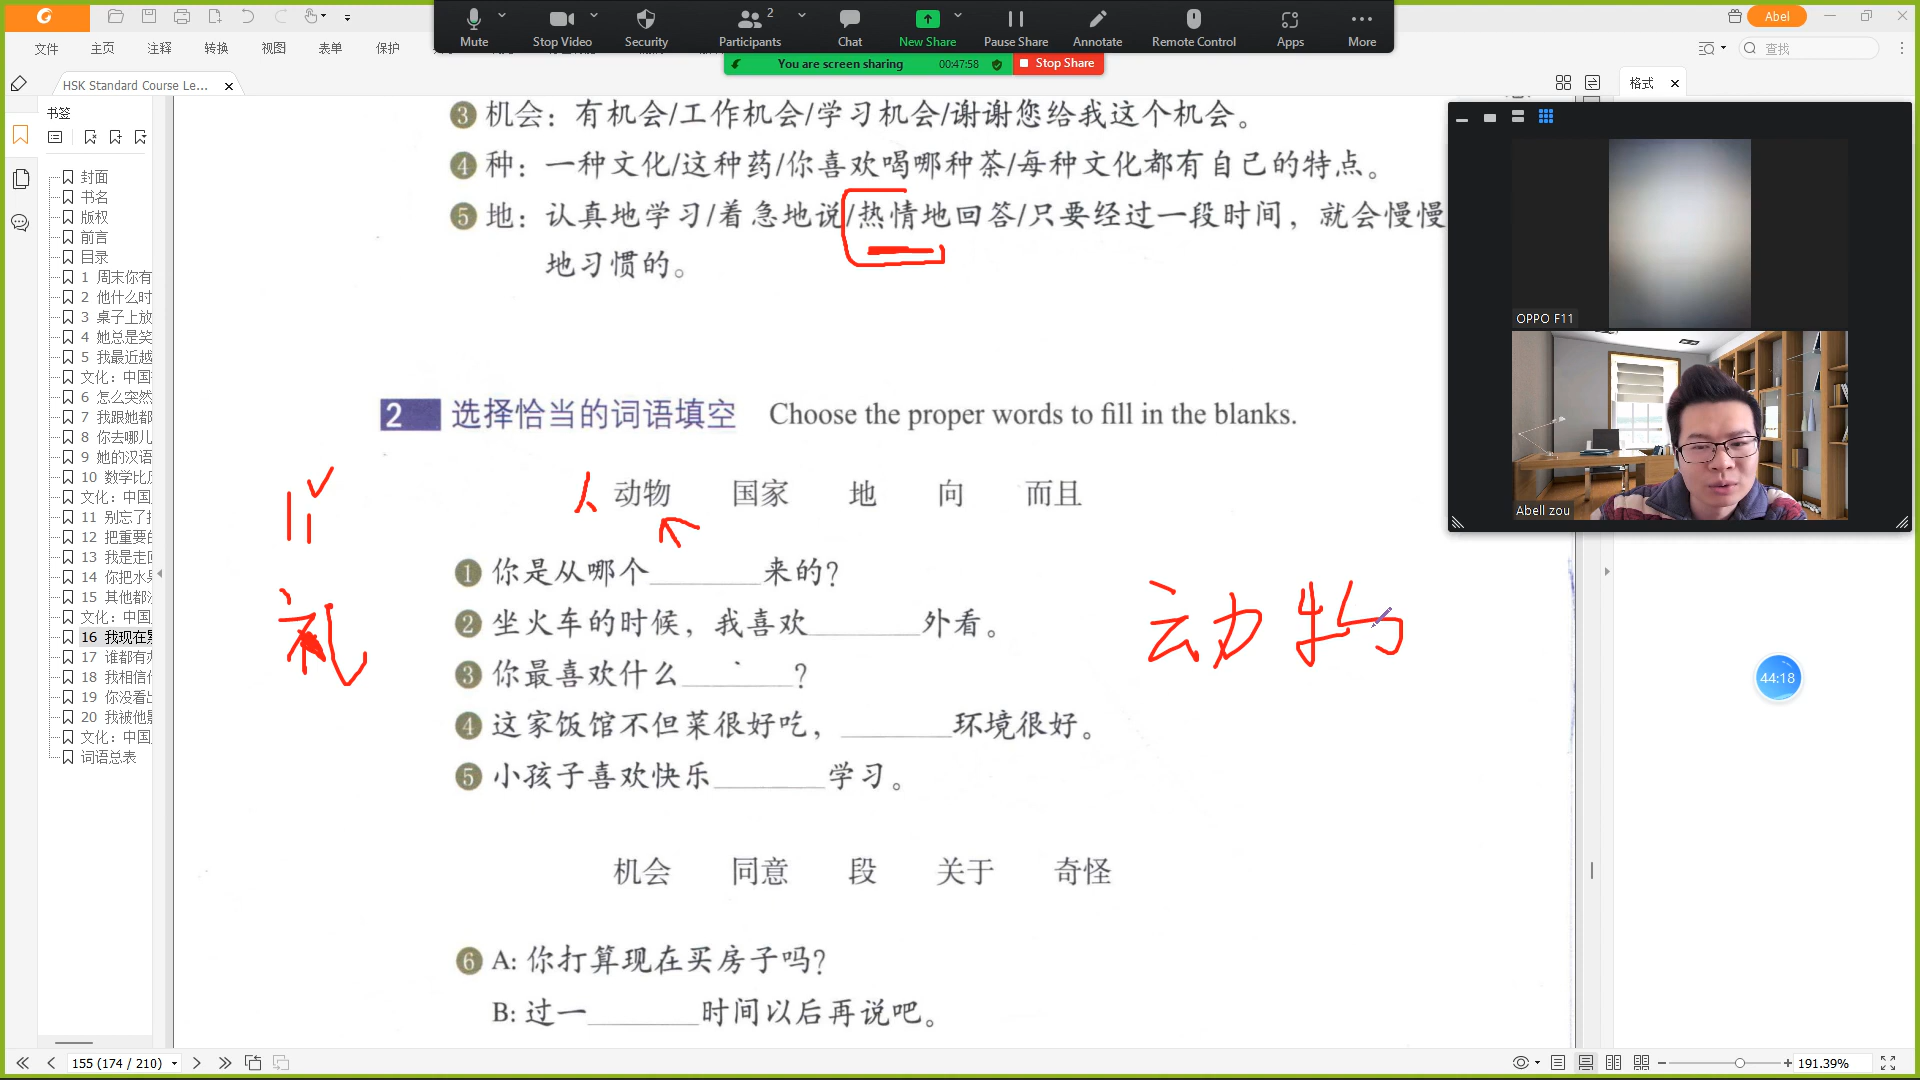 Abel
文件 主页 注释 转换 视图 表单 保护
查找
Mute Stop Video Security Participants 2 Chat New Share Pause Share Annotate Remote Control Apps More
You are screen sharing 00:47:58 Stop Share
HSK Standard Course Le...
格式
书签
封面
书名
版权
前言
目录
1 周末你有
2 他什么时
3 桌子上放
4 她总是笑
5 我最近越
文化：中国
6 怎么突然
7 我跟她都
8 你去哪儿
9 她的汉语
10 数学比
文化：中国
11 别忘了
12 把重要的
13 我是走
14 你把水
15 其他都
文化：中国
16 我现在
17 谁都有
18 我相信
19 你没看
20 我被他
文化：中国
词语总表
③ 机会：有机会/工作机会/学习机会/谢谢您给我这个机会。
④ 种：一种文化/这种药/你喜欢喝哪种茶/每种文化都有自己的特点。
⑤ 地：认真地学习/着急地说/热情地回答/只要经过一段时间，就会慢慢
地习惯的。
2 选择恰当的词语填空 Choose the proper words to fill in the blanks.
人 动物 国家 地 向 而且
① 你是从哪个________来的？
② 坐火车的时候，我喜欢________外看。
③ 你最喜欢什么________？
④ 这家饭馆不但菜很好吃，________环境很好。
⑤ 小孩子喜欢快乐________学习。
动物
礼
机会 同意 段 关于 奇怪
⑥ A: 你打算现在买房子吗？
B: 过一________时间以后再说吧。
OPPO F11
Abell zou
44:18
155 (174 / 210)
191.39%